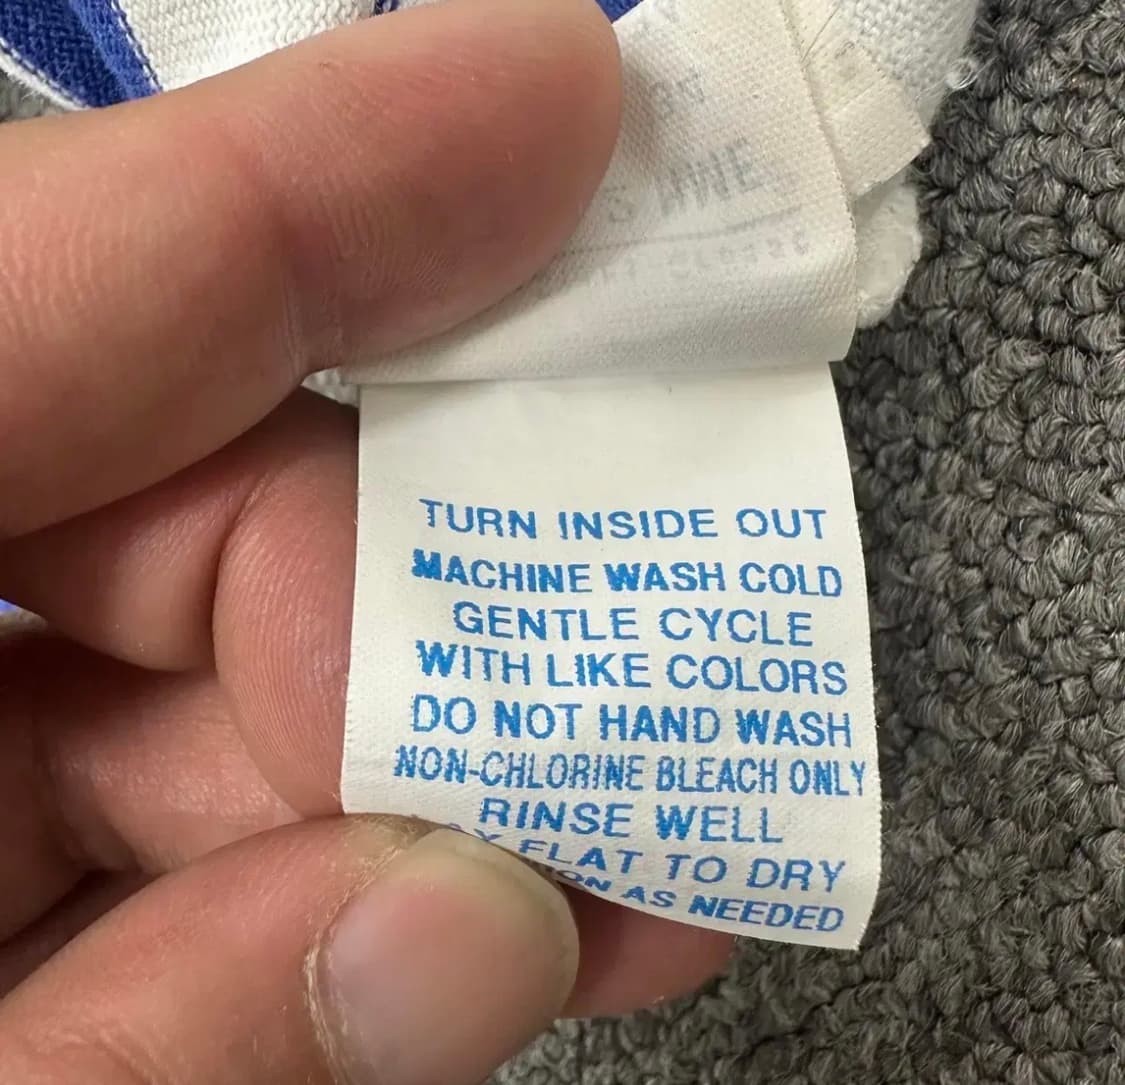 TURN INSIDE OUT
MACHINE WASH COLD
GENTLE CYCLE
WITH LIKE COLORS
DO NOT HAND WASH
NON-CHLORINE BLEACH ONLY
RINSE WELL
FLAT TO DRY
AS NEEDED